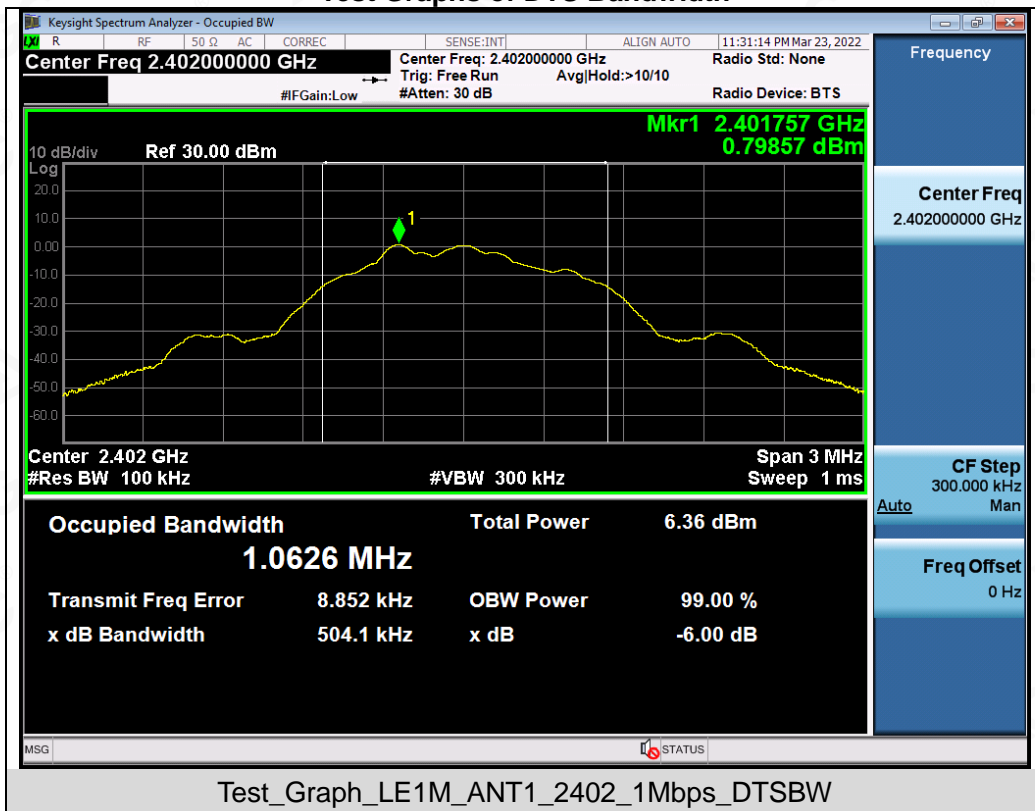 Test Graphs of DTS Bandwidth
Keysight Spectrum Analyzer - Occupied BW
LXI R RF 50 Ω AC CORREC SENSE:INT ALIGN AUTO 11:31:14 PM Mar 23, 2022
Center Freq 2.402000000 GHz
Center Freq: 2.402000000 GHz Radio Std: None
Trig: Free Run Avg|Hold:>10/10
#IFGain:Low #Atten: 30 dB Radio Device: BTS
Frequency
Mkr1 2.401757 GHz
0.79857 dBm
10 dB/div Ref 30.00 dBm
Log
20.0
10.0
0.00
-10.0
-20.0
-30.0
-40.0
-50.0
-60.0
1
Center 2.402 GHz Span 3 MHz
#Res BW 100 kHz #VBW 300 kHz Sweep 1 ms
Center Freq
2.402000000 GHz
CF Step
300.000 kHz
Auto Man
Freq Offset
0 Hz
Occupied Bandwidth Total Power 6.36 dBm
1.0626 MHz
Transmit Freq Error 8.852 kHz OBW Power 99.00 %
x dB Bandwidth 504.1 kHz x dB -6.00 dB
MSG STATUS
Test_Graph_LE1M_ANT1_2402_1Mbps_DTSBW